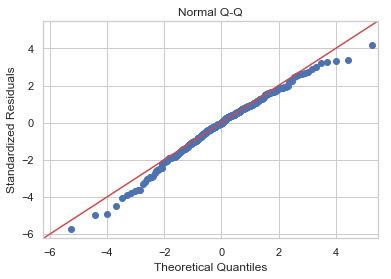 Normal Q-Q
Standardized Residuals
4
2
0
−2
−4
−6
−6 −4 −2 0 2 4
Theoretical Quantiles